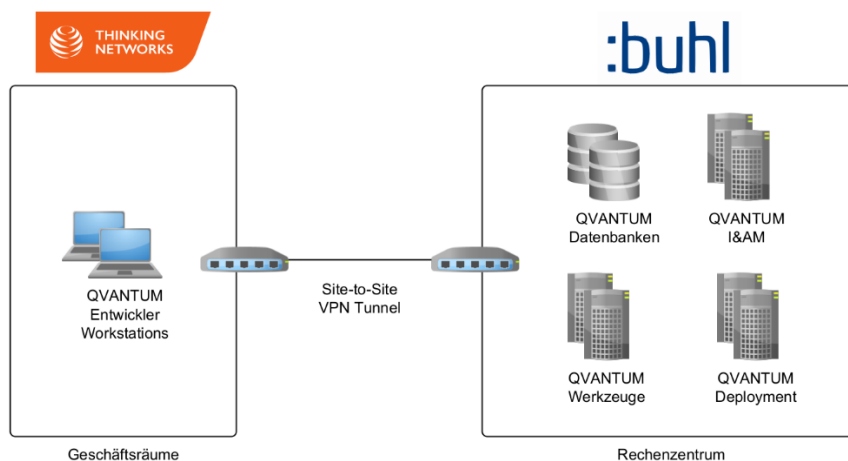 THINKING
NETWORKS
:buhl
QVANTUM
Entwickler
Workstations
Site-to-Site
VPN Tunnel
QVANTUM
Datenbanken
QVANTUM
I&AM
QVANTUM
Werkzeuge
QVANTUM
Deployment
Geschäftsräume
Rechenzentrum